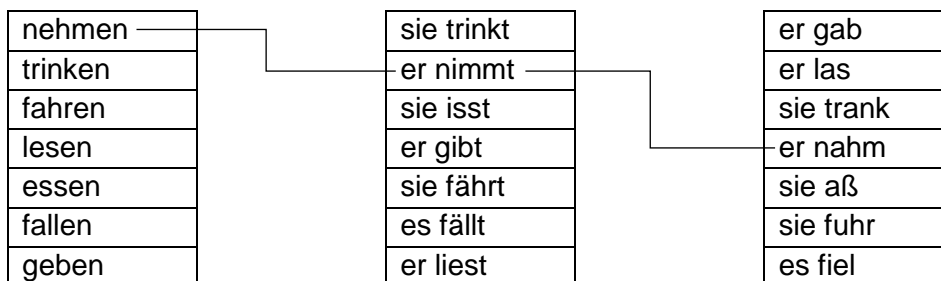 nehmen sie trinkt er gab
trinken er nimmt er las
fahren sie isst sie trank
lesen er gibt er nahm
essen sie fährt sie aß
fallen es fällt sie fuhr
geben er liest es fiel